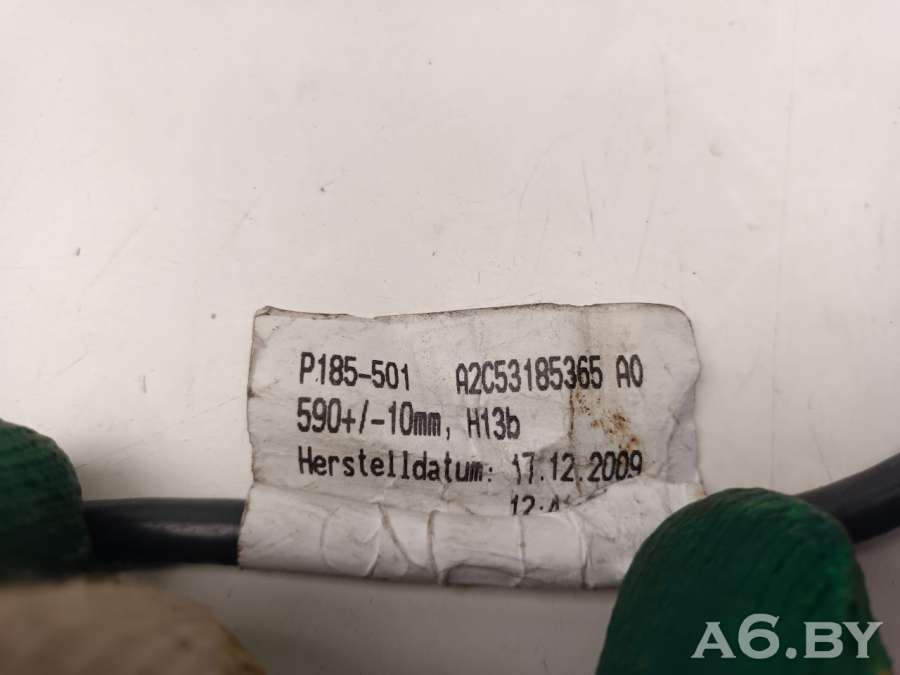 P185-501 A2C53185365 A0
590+/-10mm, H13b
Herstelldatum: 17.12.2009
A6.BY